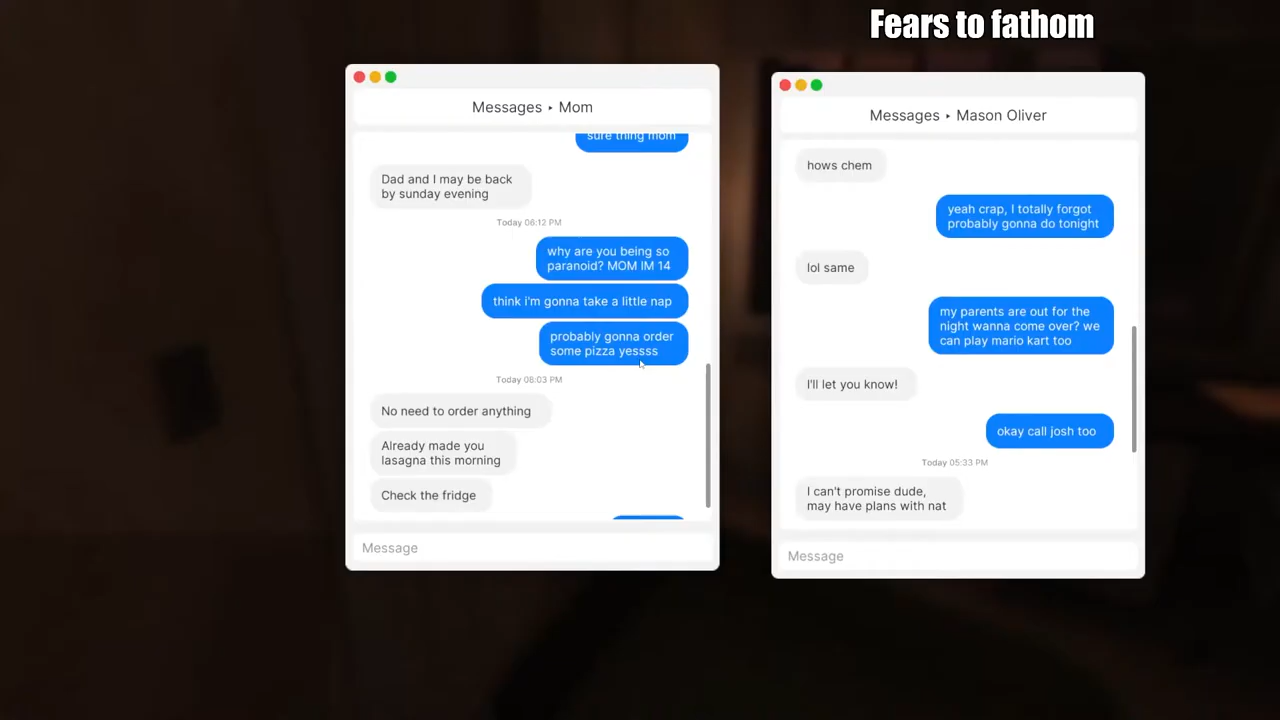 Fears to fathom
Messages ▸ Mom
sure thing mom
Dad and I may be back
by sunday evening
Today 06:12 PM
why are you being so
paranoid? MOM IM 14
think i'm gonna take a little nap
probably gonna order
some pizza yessss
Today 08:03 PM
No need to order anything
Already made you
lasagna this morning
Check the fridge
Message
Messages ▸ Mason Oliver
hows chem
yeah crap, I totally forgot
probably gonna do tonight
lol same
my parents are out for the
night wanna come over? we
can play mario kart too
I'll let you know!
okay call josh too
Today 05:33 PM
I can't promise dude,
may have plans with nat
Message